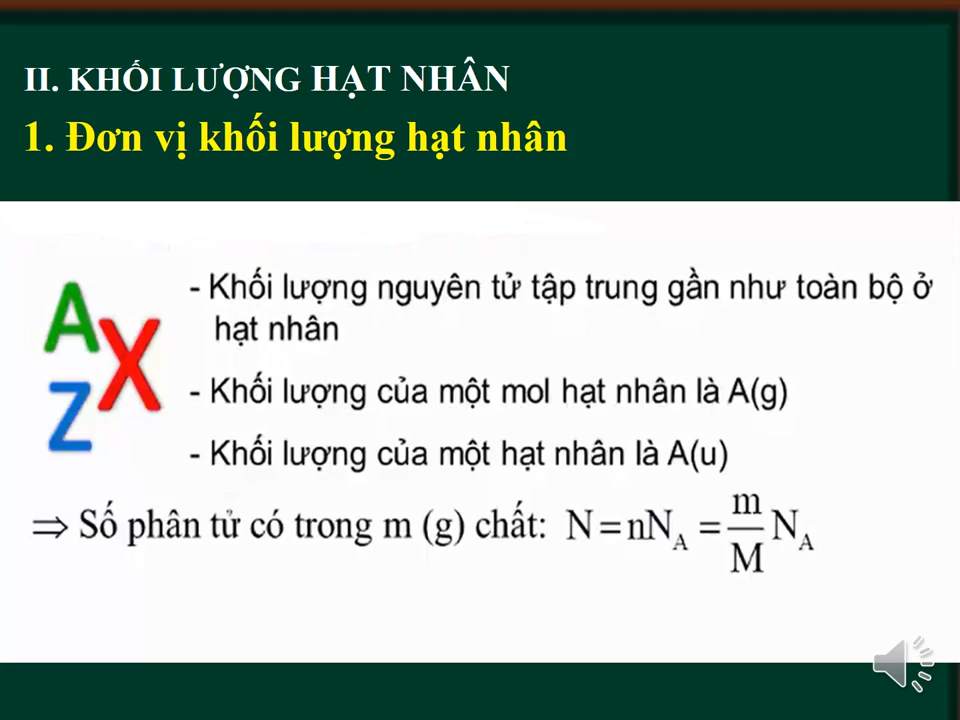 II. KHỐI LƯỢNG HẠT NHÂN
1. Đơn vị khối lượng hạt nhân
A
X
Z
- Khối lượng nguyên tử tập trung gần như toàn bộ ở
hạt nhân
- Khối lượng của một mol hạt nhân là A(g)
- Khối lượng của một hạt nhân là A(u)
⇒ Số phân tử có trong m (g) chất: N = nN_A = m/M N_A